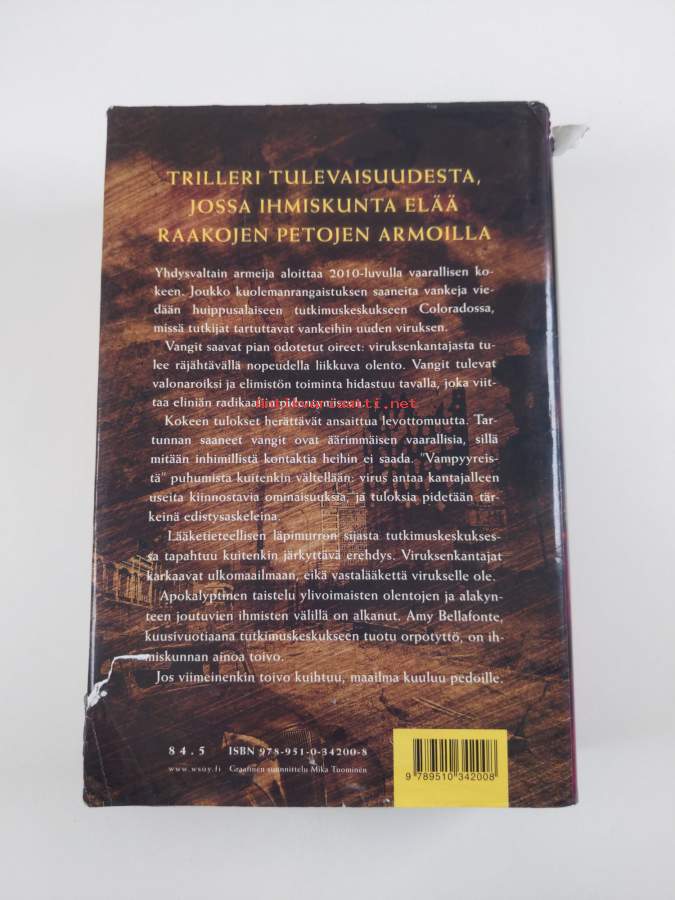 TRILLERI TULEVAISUUDESTA,
JOSSA IHMISKUNTA ELÄÄ
RAAKOJEN PETOJEN ARMOILLA
Yhdysvaltain armeija aloittaa 2010-luvulla vaarallisen ko-
keen. Joukko kuolemanrangaistuksen saaneita vankeja vie-
dään huippusalaiseen tutkimuskeskukseen Coloradossa,
missä tutkijat tartuttavat vankeihin uuden viruksen.
Vangit saavat pian odotetut oireet: viruksenkantajasta tu-
lee räjähtävällä nopeudella liikkuva olento. Vangit tulevat
valonaroiksi ja elimistön toiminta hidastuu tavalla, joka viit-
taa eliniän radikaaliin pidentymiseen.
Kokeen tulokset herättävät ansaittua levottomuutta. Tar-
tunnan saaneet vangit ovat äärimmäisen vaarallisia, sillä
mitään inhimillistä kontaktia heihin ei saada. "Vampyyreis-
tä" puhumista kuitenkin vältellään: virus antaa kantajalleen
useita kiinnostavia ominaisuuksia, ja tuloksia pidetään tär-
keinä edistysaskeleina.
Lääketieteellisen läpimurron sijasta tutkimuskeskukses-
sa tapahtuu kuitenkin järkyttävä erehdys. Viruksenkantajat
karkaavat ulkomaailmaan, eikä vastalääkettä virukselle ole.
Apokalyptinen taistelu ylivoimaisten olentojen ja alakyn-
teen joutuvien ihmisten välillä on alkanut. Amy Bellafonte,
kuusivuotiaana tutkimuskeskukseen tuotu orpotyttö, on ih-
miskunnan ainoa toivo.
Jos viimeinenkin toivo kuihtuu, maailma kuuluu pedoille.
84.5 ISBN 978-951-0-34200-8
www.wsoy.fi Graafinen suunnittelu Mika Tuominen
9 789510 342008